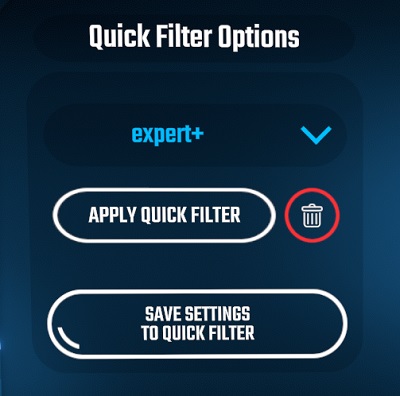 Quick Filter Options
expert+
APPLY QUICK FILTER
SAVE SETTINGS
TO QUICK FILTER